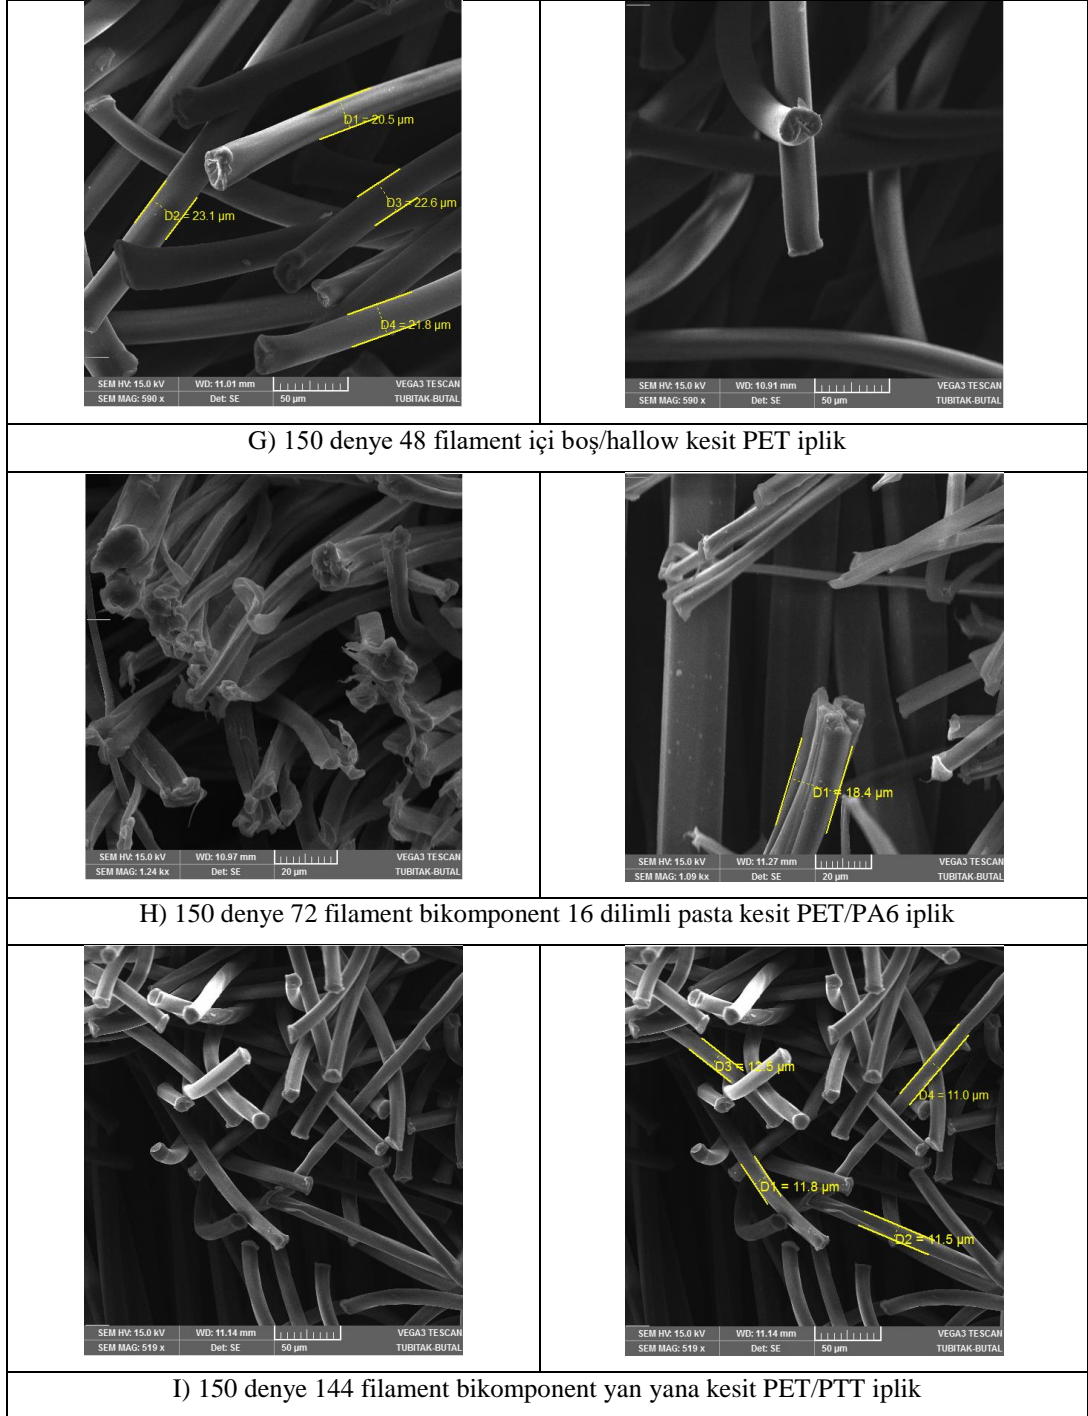 D1 = 20.5 µm
D2 = 23.1 µm
D3 = 22.6 µm
D4 = 21.8 µm
SEM HV: 15.0 kV WD: 11.01 mm VEGA3 TESCAN
SEM MAG: 590 x Det: SE 50 µm TUBITAK-BUTAL
SEM HV: 15.0 kV WD: 10.91 mm VEGA3 TESCAN
SEM MAG: 590 x Det: SE 50 µm TUBITAK-BUTAL
G) 150 denye 48 filament içi boş/hallow kesit PET iplik
SEM HV: 15.0 kV WD: 10.97 mm VEGA3 TESCAN
SEM MAG: 1.24 kx Det: SE 20 µm TUBITAK-BUTAL
D1 = 18.4 µm
SEM HV: 15.0 kV WD: 11.27 mm VEGA3 TESCAN
SEM MAG: 1.09 kx Det: SE 20 µm TUBITAK-BUTAL
H) 150 denye 72 filament bikomponent 16 dilimli pasta kesit PET/PA6 iplik
SEM HV: 15.0 kV WD: 11.14 mm VEGA3 TESCAN
SEM MAG: 519 x Det: SE 50 µm TUBITAK-BUTAL
D3 = 12.5 µm
D4 = 11.0 µm
D1 = 11.8 µm
D2 = 11.5 µm
SEM HV: 15.0 kV WD: 11.14 mm VEGA3 TESCAN
SEM MAG: 519 x Det: SE 50 µm TUBITAK-BUTAL
I) 150 denye 144 filament bikomponent yan yana kesit PET/PTT iplik